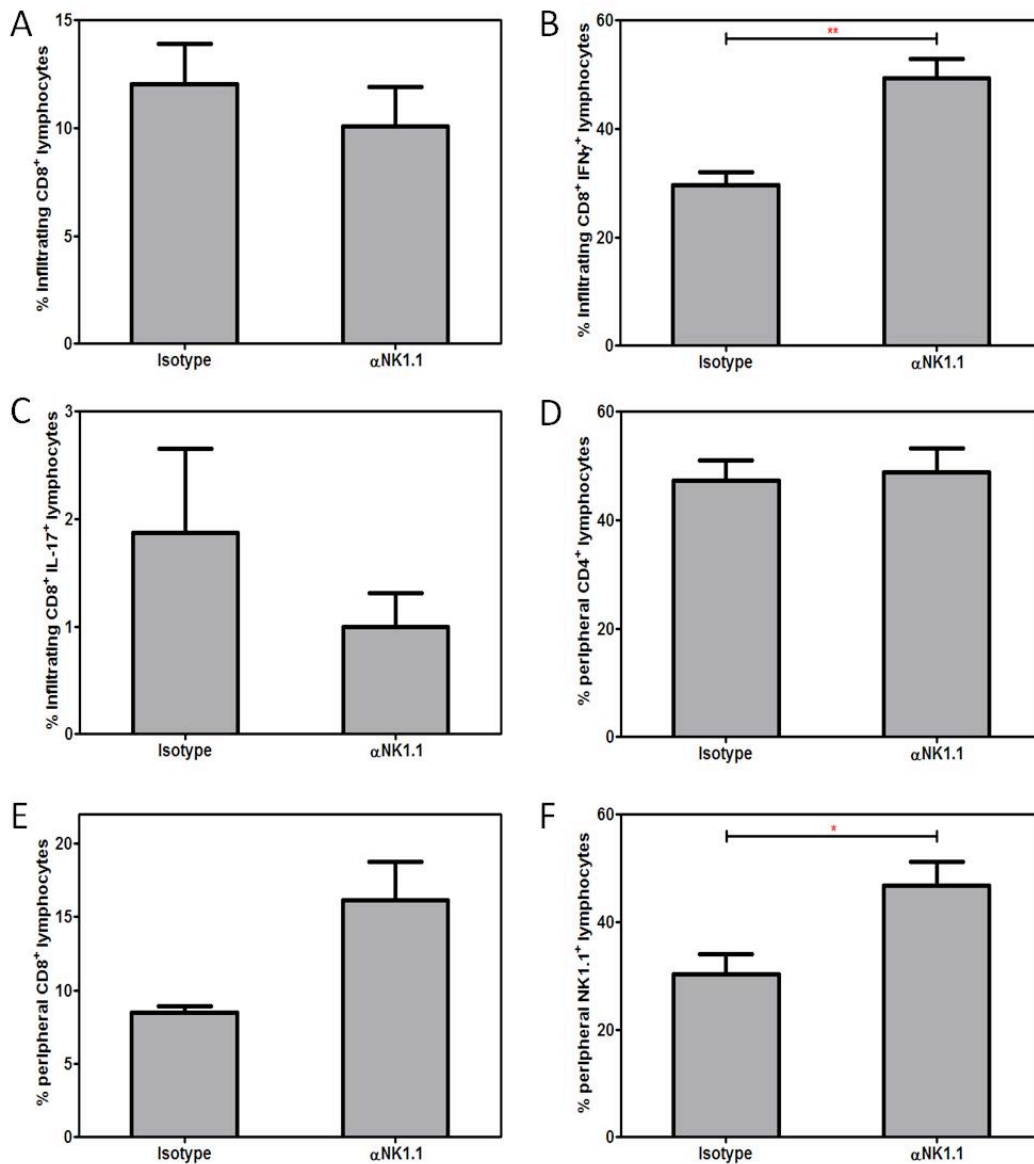 A
% Infiltrating CD8⁺ lymphocytes
15
10
5
0
Isotype
αNK1.1
B
% Infiltrating CD8⁺ IFNγ⁺ lymphocytes
60
40
20
0
**
Isotype
αNK1.1
C
% Infiltrating CD8⁺ IL-17⁺ lymphocytes
3
2
1
0
Isotype
αNK1.1
D
% peripheral CD4⁺ lymphocytes
60
40
20
0
Isotype
αNK1.1
E
% peripheral CD8⁺ lymphocytes
20
15
10
5
0
Isotype
αNK1.1
F
% peripheral NK1.1⁺ lymphocytes
60
40
20
0
*
Isotype
αNK1.1